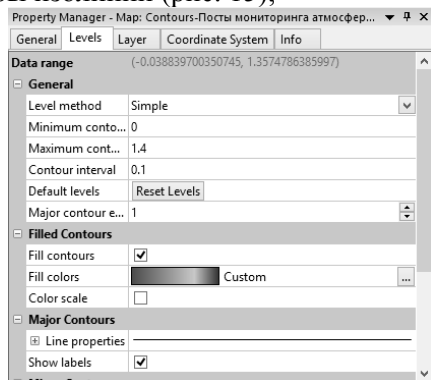 Property Manager - Map: Contours-Посты мониторинга атмосфер...
General Levels Layer Coordinate System Info
Data range (-0.038839700350745, 1.3574786385997)
General
Level method Simple
Minimum conto... 0
Maximum cont... 1.4
Contour interval 0.1
Default levels Reset Levels
Major contour e... 1
Filled Contours
Fill contours
Fill colors Custom ...
Color scale
Major Contours
Line properties
Show labels